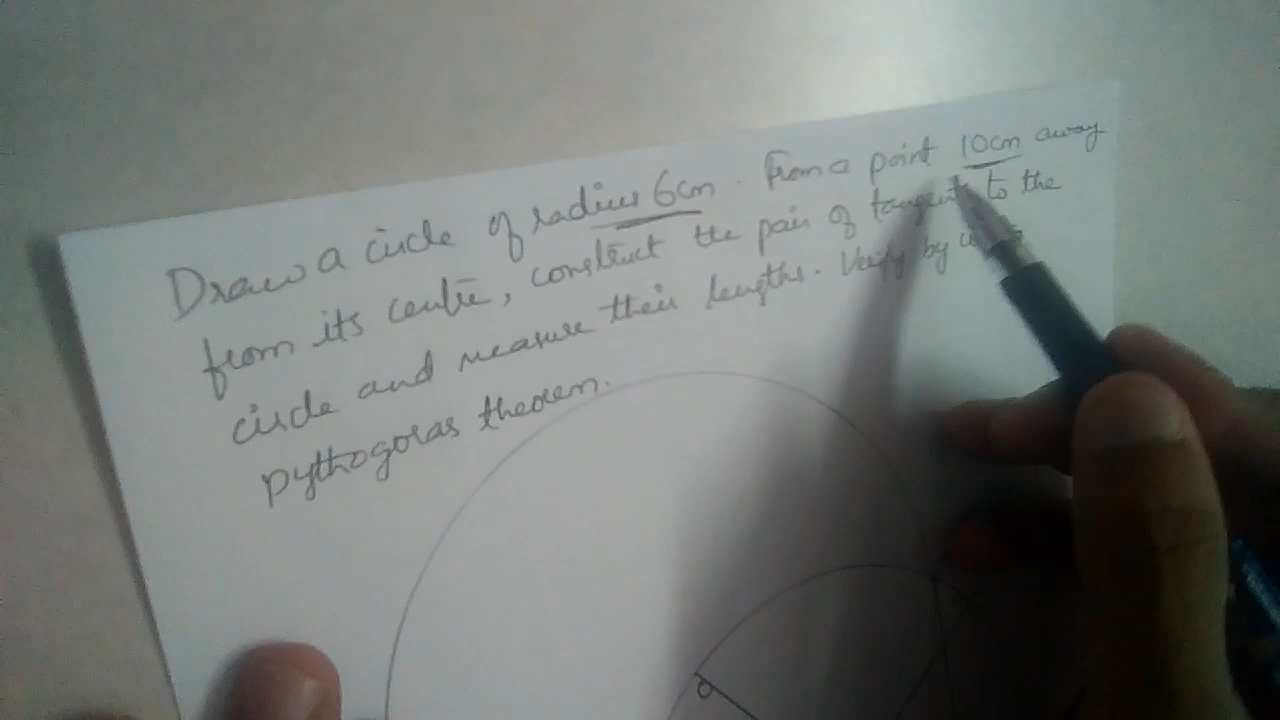 Draw a circle of radius 6cm. From a point 10cm away
from its centre, construct the pair of tangent to the
circle and measure their lengths. Verify by
pythogoras theorem.
O